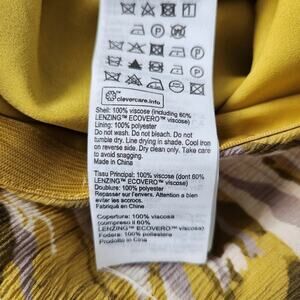 clevercare.info
Shell: 100% viscose (including 60%
LENZING™ ECOVERO™ viscose)
Lining: 100% polyester
Do not wash. Do not bleach. Do not
tumble dry. Line drying in shade. Cool iron
on reverse side. Dry clean only. Take care
to avoid snagging.
Made in China
Tissu Principal: 100% viscose (dont 60%
LENZING™ ECOVERO™ viscose)
Doublure: 100% polyester
Retourner avant repassage. Attention à bien
éviter les accrocs.
Fabriqué en Chine
Copertura: 100% viscosa
(compreso il 60%
LENZING™ ECOVERO™ viscosa)
Fodera: 100% poliestera
Prodotto in Cina